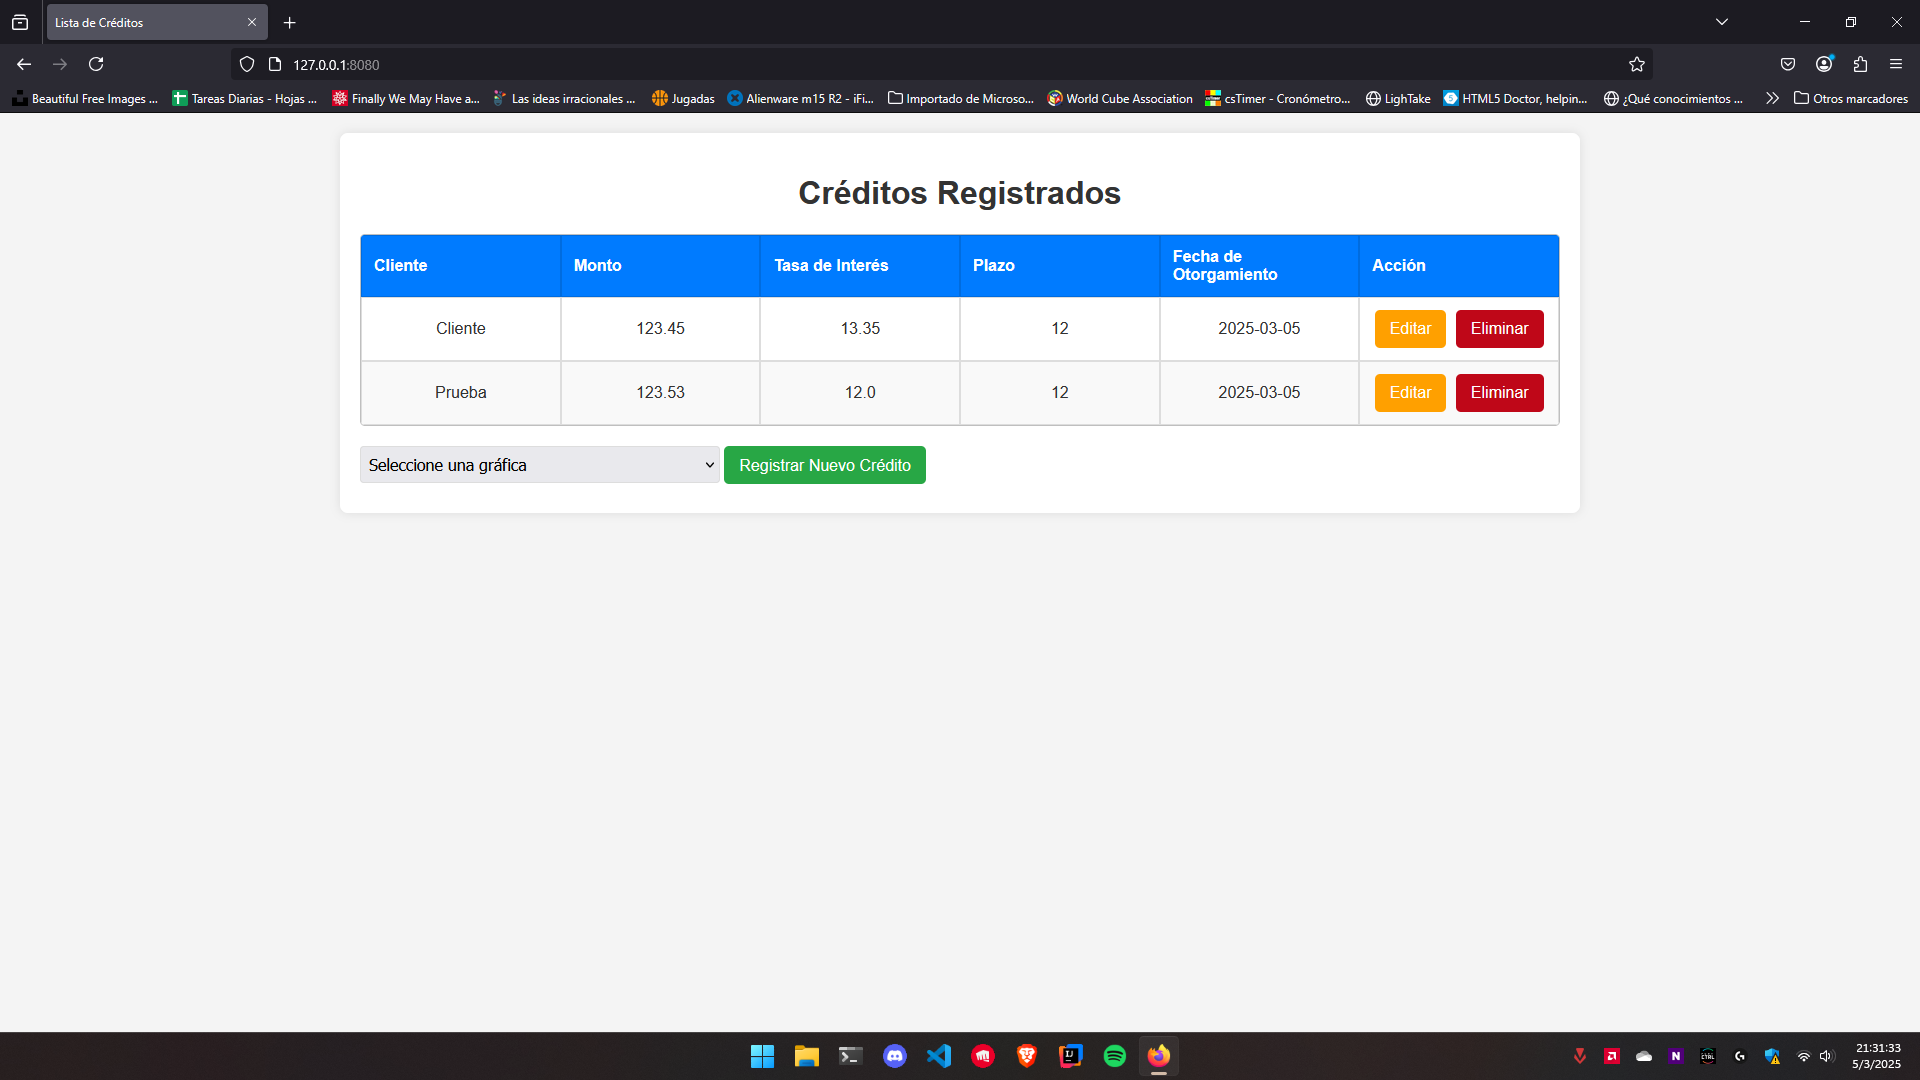 Lista de Créditos
127.0.0.1:8080
Beautiful Free Images ...
Tareas Diarias - Hojas ...
Finally We May Have a...
Las ideas irracionales ...
Jugadas
Alienware m15 R2 - iFi...
Importado de Microso...
World Cube Association
csTimer - Cronómetro...
LighTake
HTML5 Doctor, helpin...
¿Qué conocimientos ...
Otros marcadores
Créditos Registrados
Cliente Monto Tasa de Interés Plazo Fecha de Otorgamiento Acción
Cliente 123.45 13.35 12 2025-03-05 Editar Eliminar
Prueba 123.53 12.0 12 2025-03-05 Editar Eliminar
Seleccione una gráfica Registrar Nuevo Crédito
21:31:33
5/3/2025